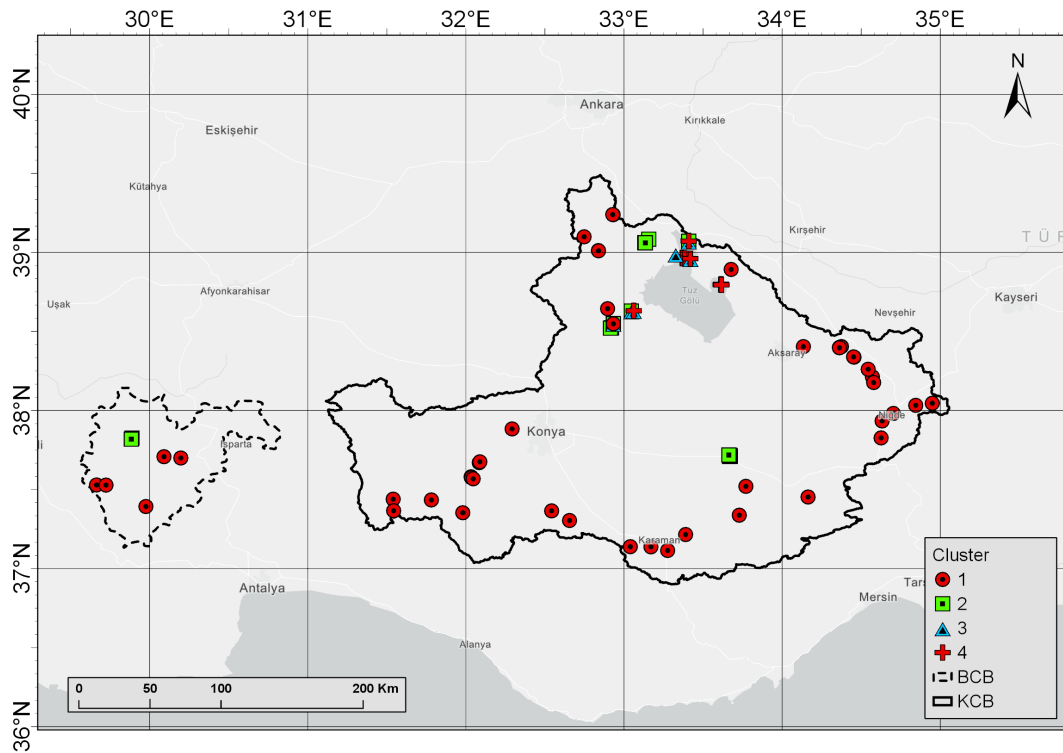 30°E 31°E 32°E 33°E 34°E 35°E
40°N
39°N
38°N
37°N
36°N
N
Ankara
Kırıkkale
Eskişehir
Kütahya
Kırşehir
TÜR
Afyonkarahisar
Uşak
Tuz
Gölü
Kayseri
Nevşehir
Aksaray
Niğde
Konya
Isparta
li
Karaman
Antalya
Mersin
Tars
Alanya
0 50 100 200 Km
Cluster
1
2
3
4
BCB
KCB